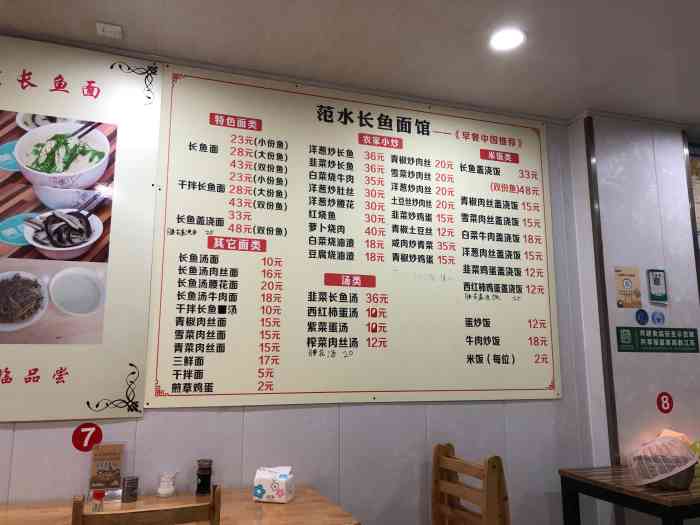 长鱼面
临品尝
范水长鱼面馆——《早餐中国推荐》
特色面类
长鱼面
23元(小份鱼)
28元(大份鱼)
43元(双份鱼)
干拌长鱼面
23元(小份鱼)
28元(大份鱼)
43元(双份鱼)
长鱼盖浇面
33元
48元(双份鱼)
其它面类
长鱼汤面 10元
长鱼汤肉丝面 16元
长鱼汤腰花面 20元
长鱼汤牛肉面 18元
干拌长鱼 汤 10元
青椒肉丝面 15元
雪菜肉丝面 15元
青菜肉丝面 15元
三鲜面 17元
干拌面 5元
煎草鸡蛋 2元
农家小炒
洋葱炒长鱼 36元
韭菜炒长鱼 36元
白菜烧牛肉 35元
洋葱炒肚丝 30元
洋葱炒腰花 30元
红烧鱼 30元
萝卜烧肉 40元
白菜烧油渣 18元
豆腐烧油渣 18元
青椒炒肉丝 20元
雪菜炒肉丝 20元
洋葱炒肉丝 20元
土豆丝炒肉丝 20元
韭菜炒鸡蛋 15元
青椒土豆丝 12元
咸肉炒青菜 35元
青椒炒鸡蛋 15元
汤类
韭菜长鱼汤 36元
西红柿蛋汤 10元
紫菜蛋汤 10元
榨菜肉丝汤 12元
腰花汤 20
米饭类
长鱼盖浇饭 33元
(双份鱼)48元
青椒肉丝盖浇饭 15元
雪菜肉丝盖浇饭 15元
白菜牛肉盖浇饭 18元
洋葱肉丝盖浇饭 15元
韭菜鸡蛋盖浇饭 12元
西红柿鸡蛋盖浇饭 12元
蛋炒饭 12元
牛肉炒饭 18元
米饭（每位） 2元
7
8